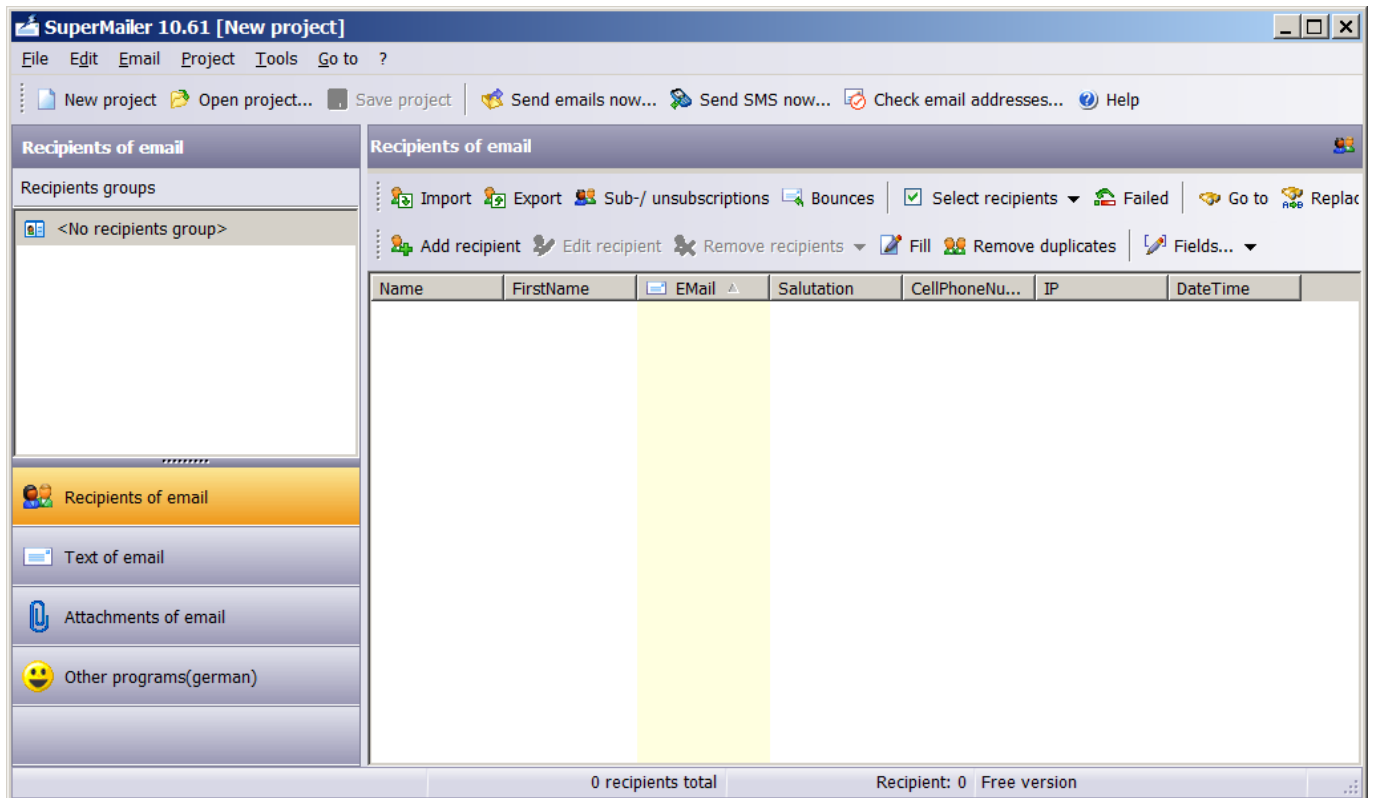 SuperMailer 10.61 [New project]
File Edit Email Project Tools Go to ?
New project Open project... Save project Send emails now... Send SMS now... Check email addresses... Help
Recipients of email
Recipients groups
<No recipients group>
Recipients of email
Text of email
Attachments of email
Other programs(german)
Recipients of email
Import Export Sub-/ unsubscriptions Bounces Select recipients Failed Go to Replac
Add recipient Edit recipient Remove recipients Fill Remove duplicates Fields...
Name FirstName EMail Salutation CellPhoneNu... IP DateTime
0 recipients total Recipient: 0 Free version